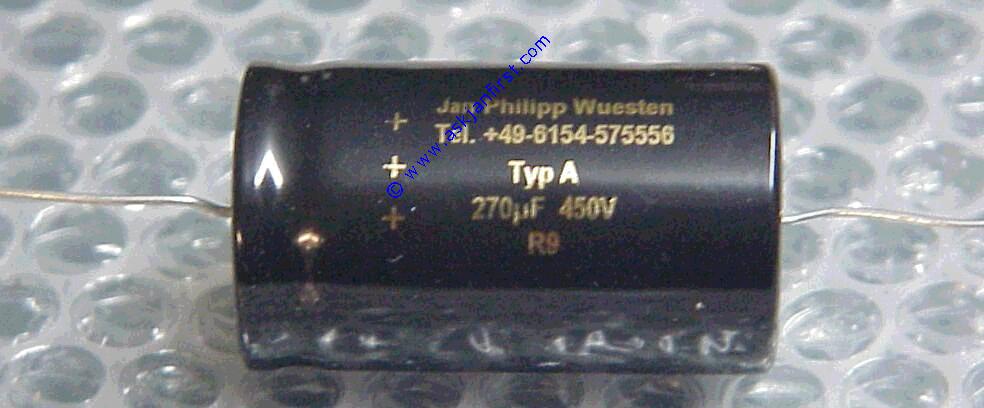 Jan Philipp Wuesten
+ Tel. +49-6154-575556
+ Typ A
+ 270µF 450V
R9
© www.askjanfirst.com